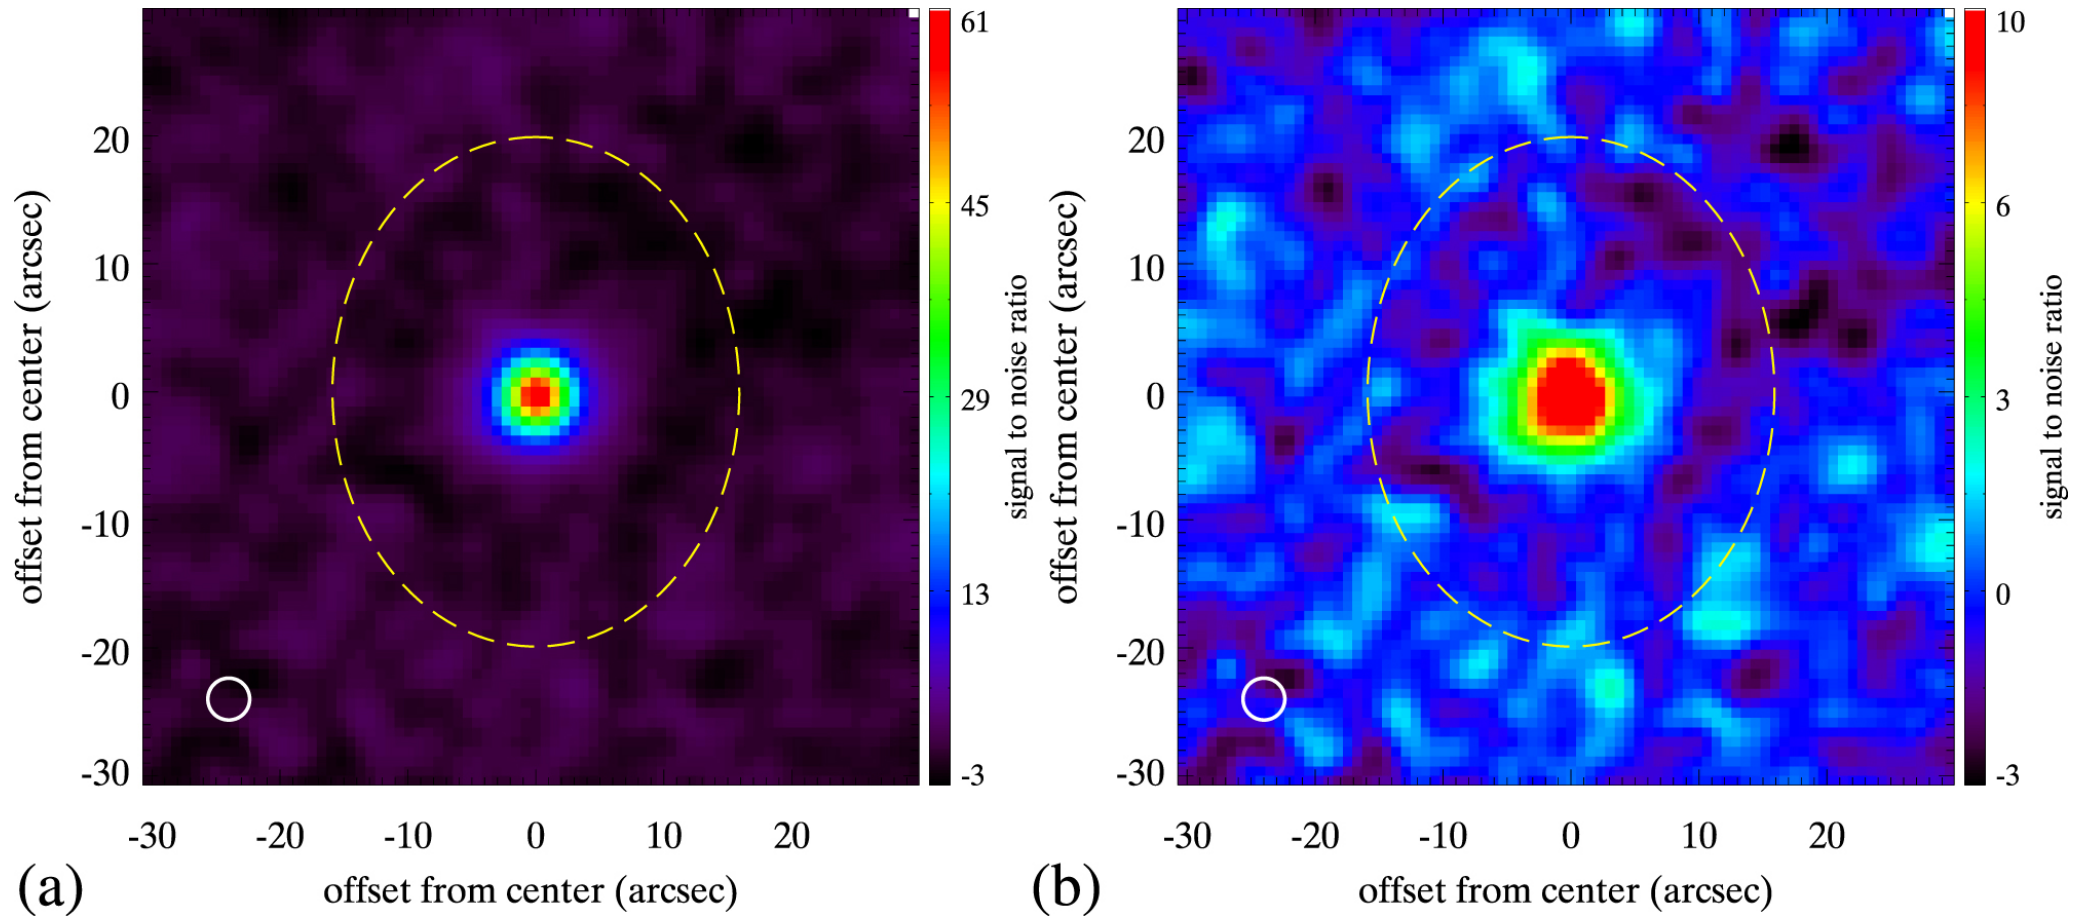 61
45
29
13
-3
signal to noise ratio
20
10
0
-10
-20
-30
offset from center (arcsec)
-30 -20 -10 0 10 20
offset from center (arcsec)
(a)
10
6
3
0
-3
signal to noise ratio
20
10
0
-10
-20
-30
offset from center (arcsec)
-30 -20 -10 0 10 20
offset from center (arcsec)
(b)